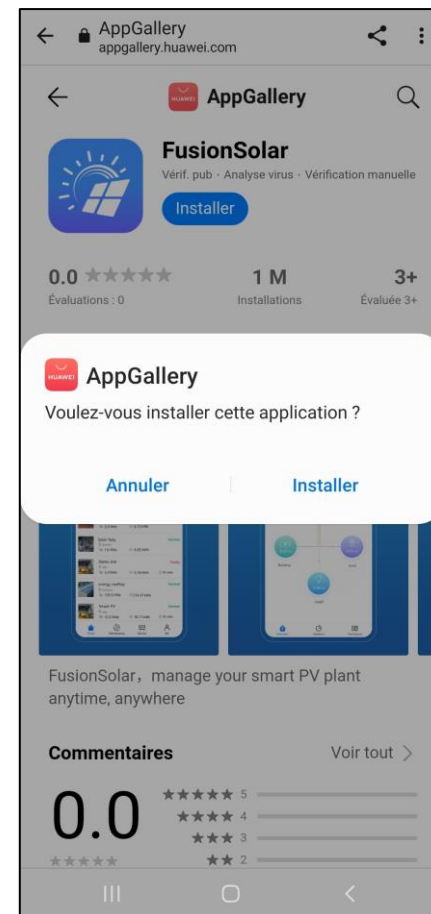 AppGallery
appgallery.huawei.com
HUAWEI AppGallery
FusionSolar
Vérif. pub · Analyse virus · Vérification manuelle
Installer
0.0 ★★★★★ 1 M 3+
Évaluations : 0 Installations Évaluée 3+
HUAWEI AppGallery
Voulez-vous installer cette application ?
Annuler Installer
FusionSolar, manage your smart PV plant
anytime, anywhere
Commentaires Voir tout >
0.0
★★★★★ 5
★★★★ 4
★★★ 3
★★ 2